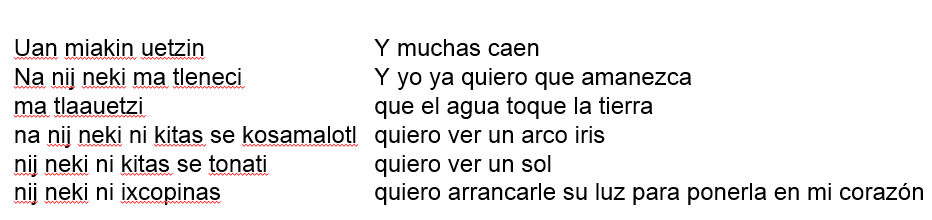 Uan miakin uetzin Y muchas caen
Na nij neki ma tleneci Y yo ya quiero que amanezca
ma tlaauetzi que el agua toque la tierra
na nij neki ni kitas se kosamalotl quiero ver un arco iris
nij neki ni kitas se tonati quiero ver un sol
nij neki ni ixcopinas quiero arrancarle su luz para ponerla en mi corazón